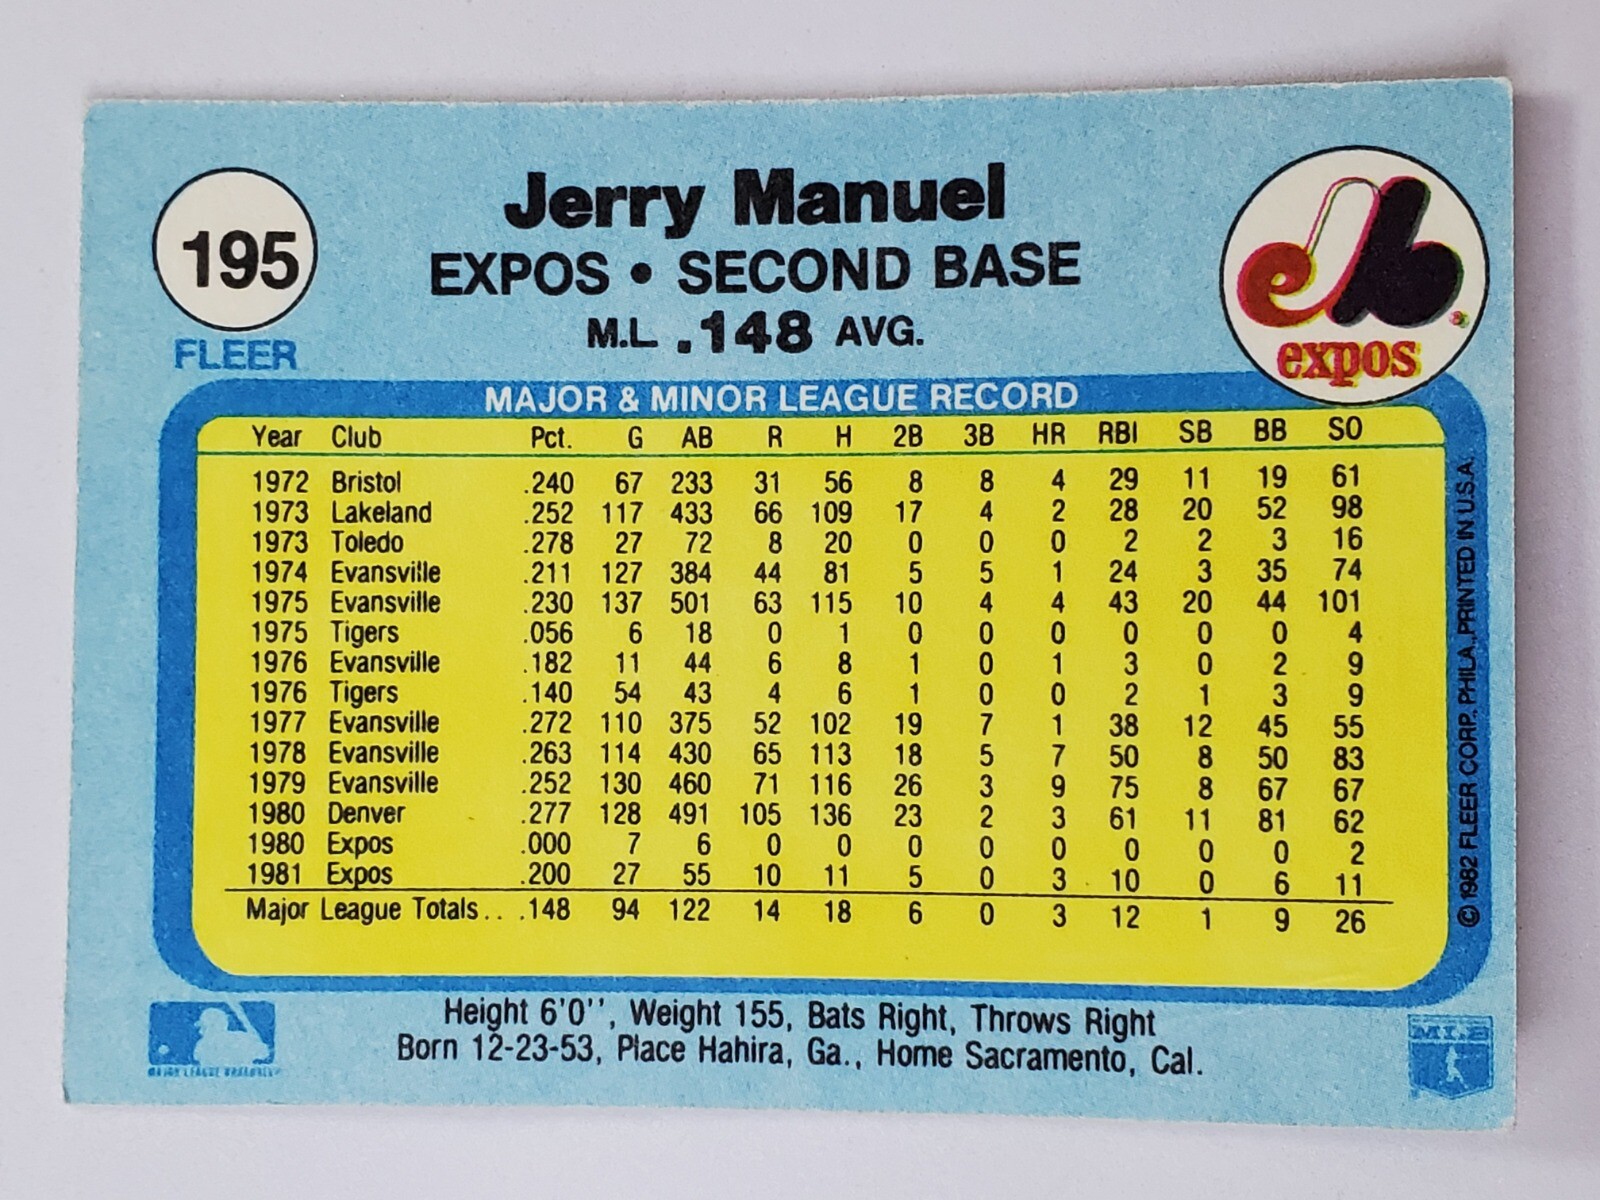 195
FLEER
Jerry Manuel
EXPOS • SECOND BASE
M.L. .148 AVG.
expos
MAJOR & MINOR LEAGUE RECORD
Year Club Pct. G AB R H 2B 3B HR RBI SB BB SO
1972 Bristol .240 67 233 31 56 8 8 4 29 11 19 61
1973 Lakeland .252 117 433 66 109 17 4 2 28 20 52 98
1973 Toledo .278 27 72 8 20 0 0 0 2 2 3 16
1974 Evansville .211 127 384 44 81 5 5 1 24 3 35 74
1975 Evansville .230 137 501 63 115 10 4 4 43 20 44 101
1975 Tigers .056 6 18 0 1 0 0 0 0 0 0 4
1976 Evansville .182 11 44 6 8 1 0 1 3 0 2 9
1976 Tigers .140 54 43 4 6 1 0 0 2 1 3 9
1977 Evansville .272 110 375 52 102 19 7 1 38 12 45 55
1978 Evansville .263 114 430 65 113 18 5 7 50 8 50 83
1979 Evansville .252 130 460 71 116 26 3 9 75 8 67 67
1980 Denver .277 128 491 105 136 23 2 3 61 11 81 62
1980 Expos .000 7 6 0 0 0 0 0 0 0 0 2
1981 Expos .200 27 55 10 11 5 0 3 10 0 6 11
Major League Totals.. .148 94 122 14 18 6 0 3 12 1 9 26
© 1982 FLEER CORP., PHILA., PRINTED IN U.S.A.
Height 6'0'', Weight 155, Bats Right, Throws Right
Born 12-23-53, Place Hahira, Ga., Home Sacramento, Cal.
MAJOR LEAGUE BASEBALL